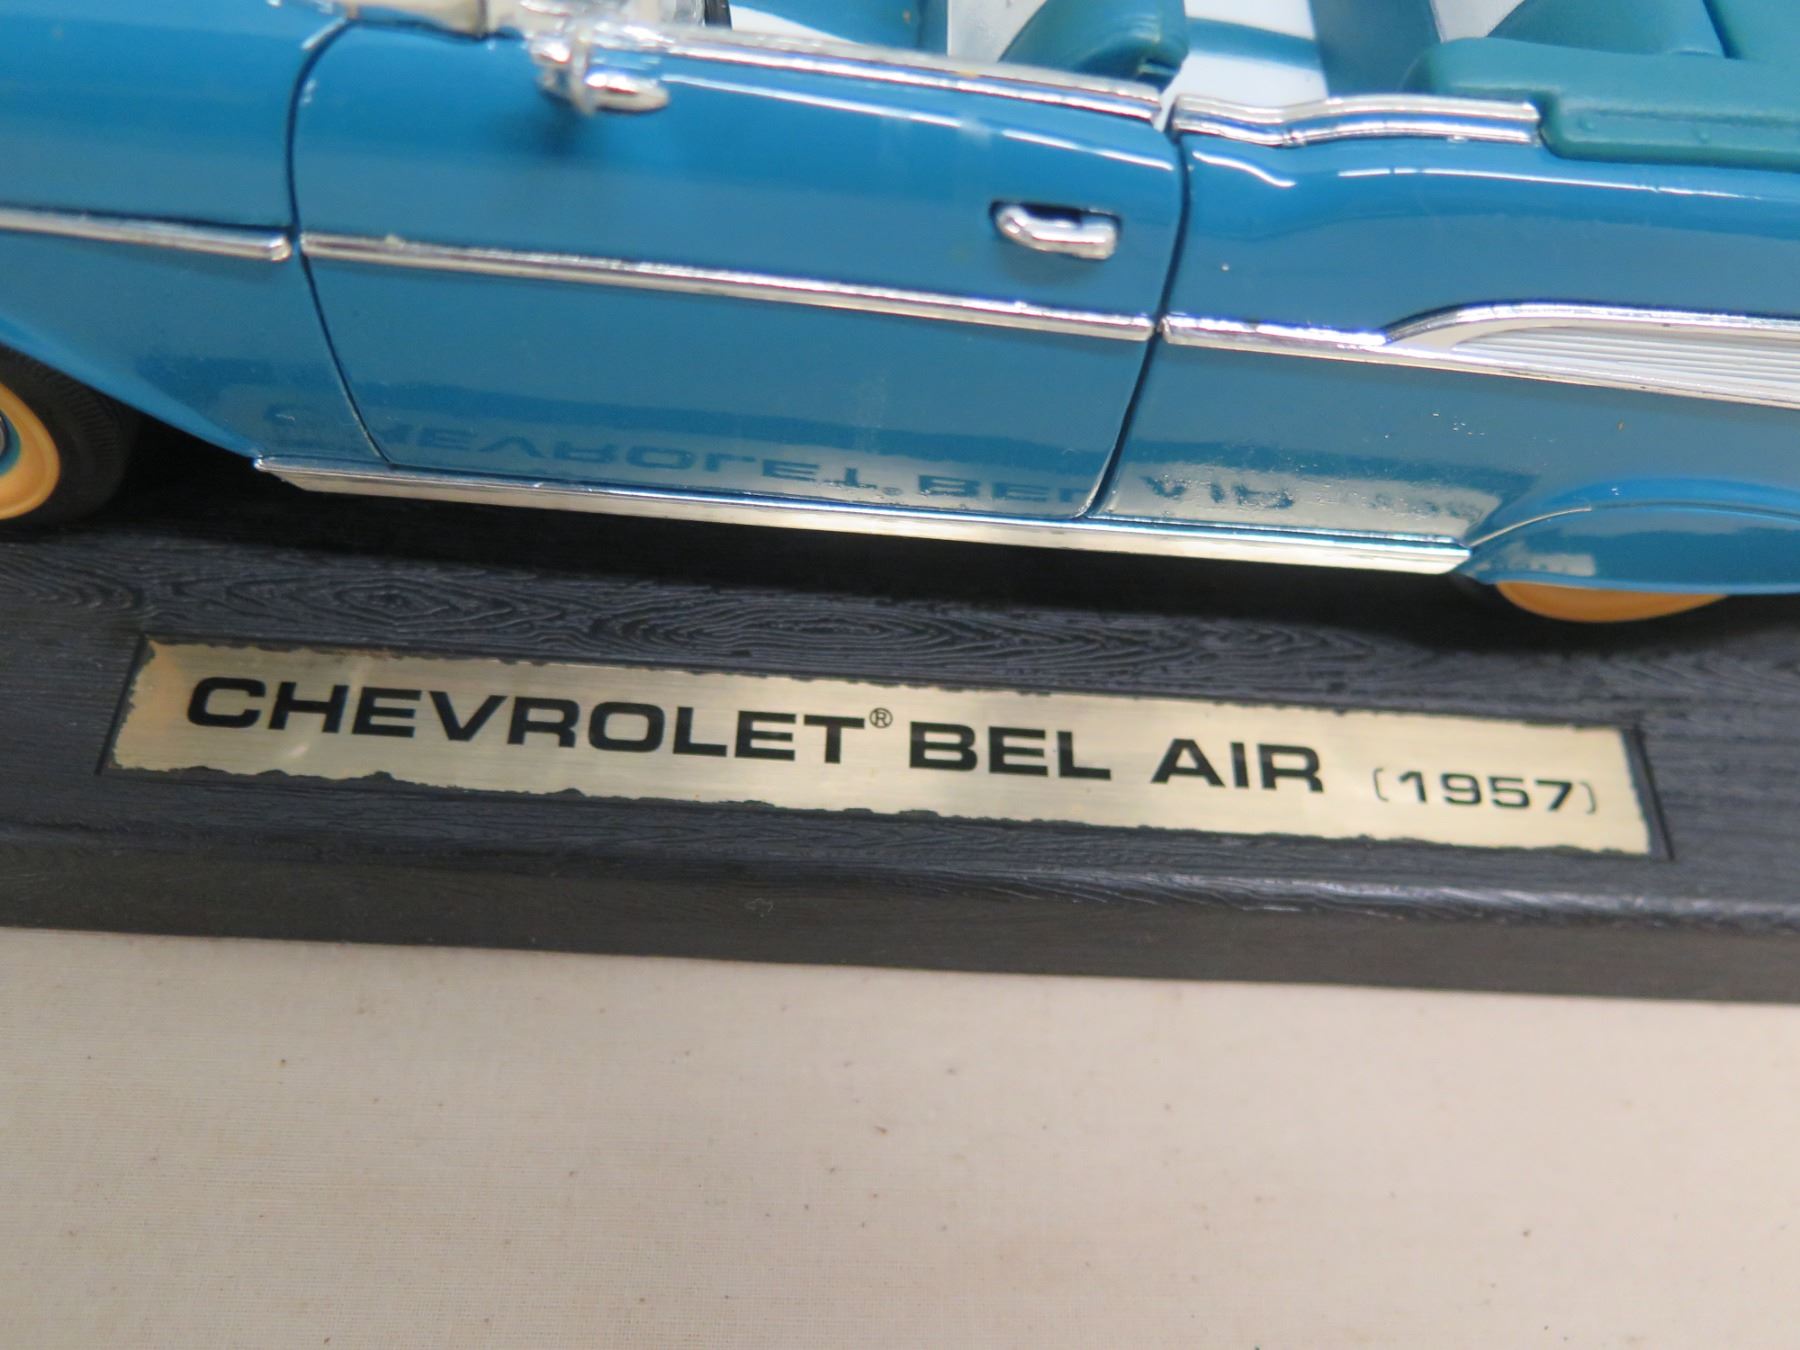 CHEVROLET® BEL AIR (1957)